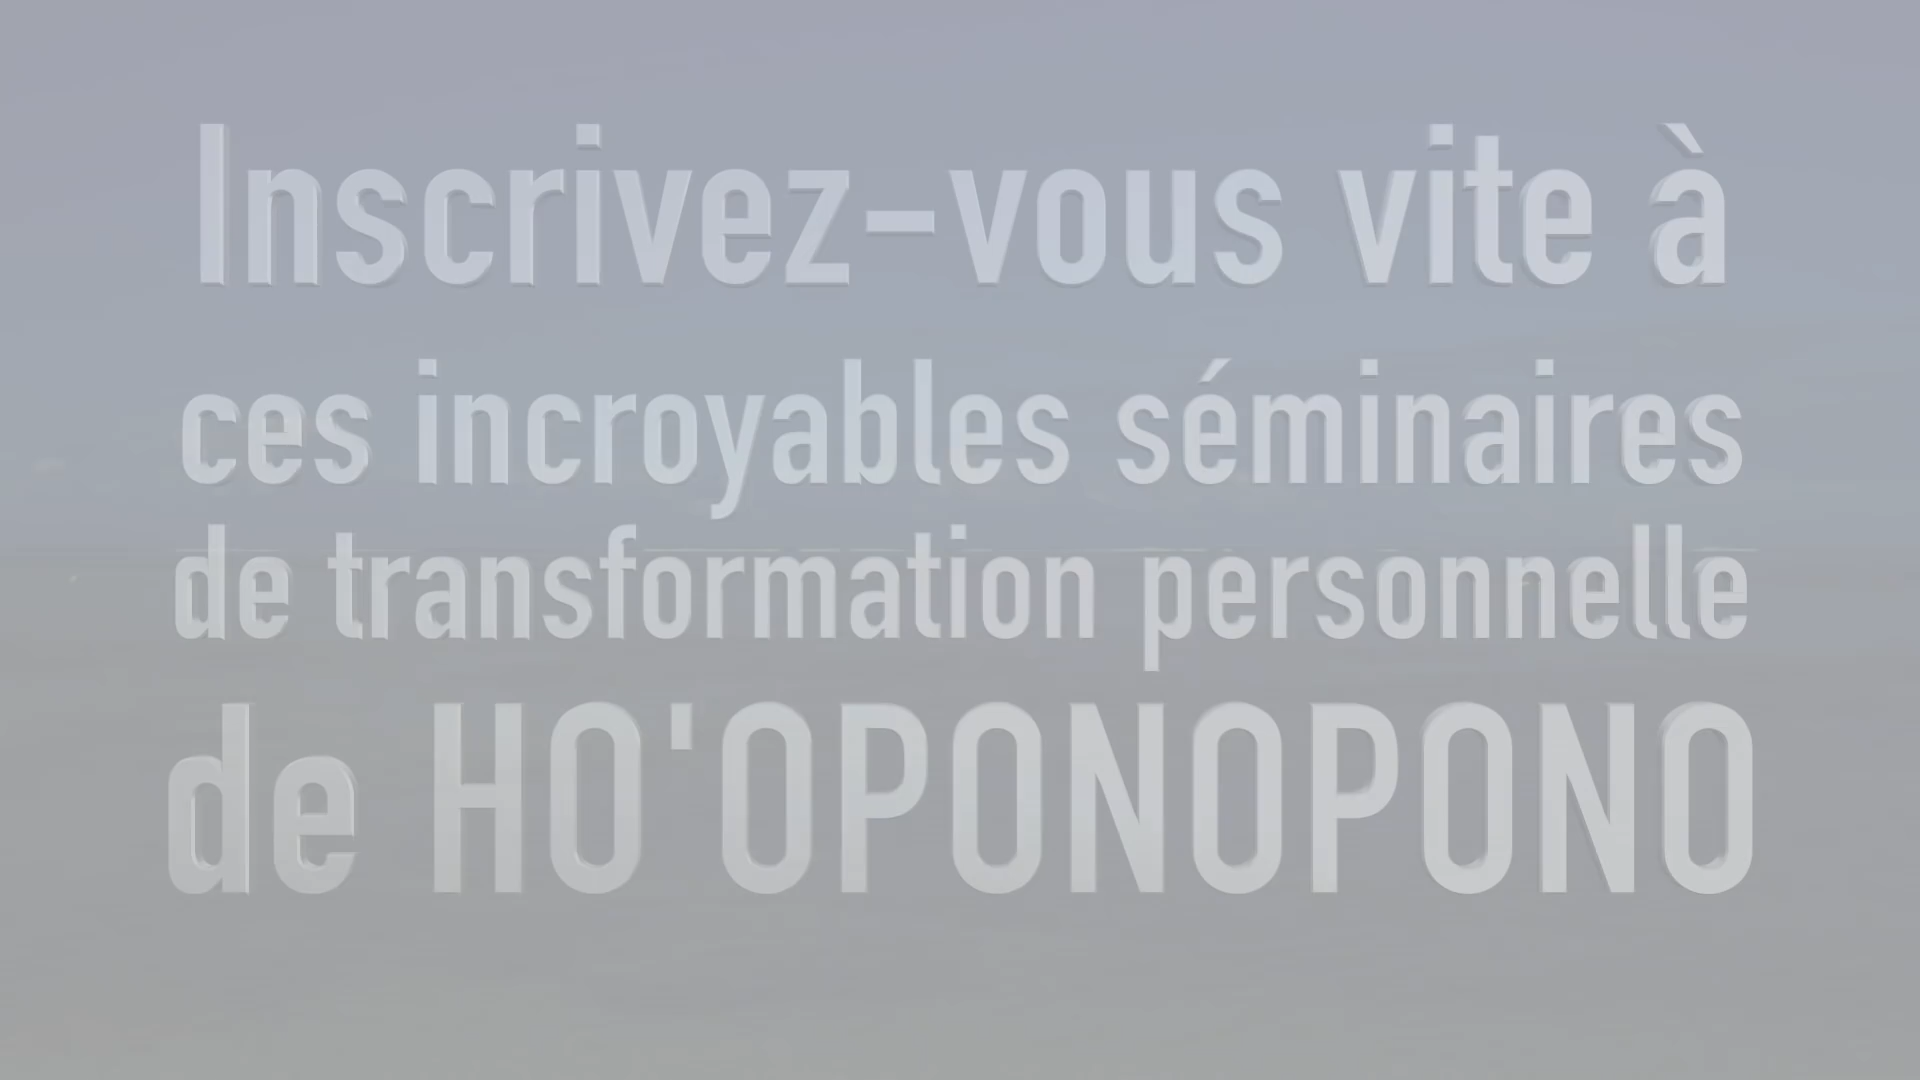 Inscrivez-vous vite à
ces incroyables séminaires
de transformation personnelle
de HO'OPONOPONO